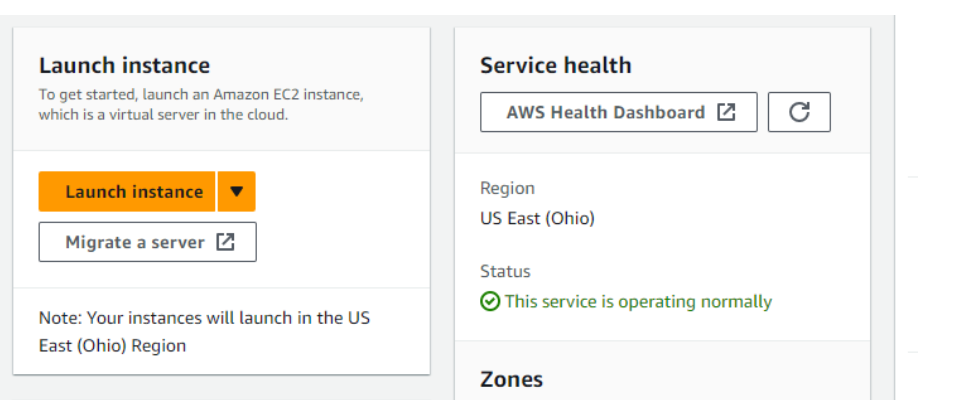 Launch instance
To get started, launch an Amazon EC2 instance,
which is a virtual server in the cloud.
Launch instance
Migrate a server
Note: Your instances will launch in the US
East (Ohio) Region
Service health
AWS Health Dashboard
Region
US East (Ohio)
Status
This service is operating normally
Zones